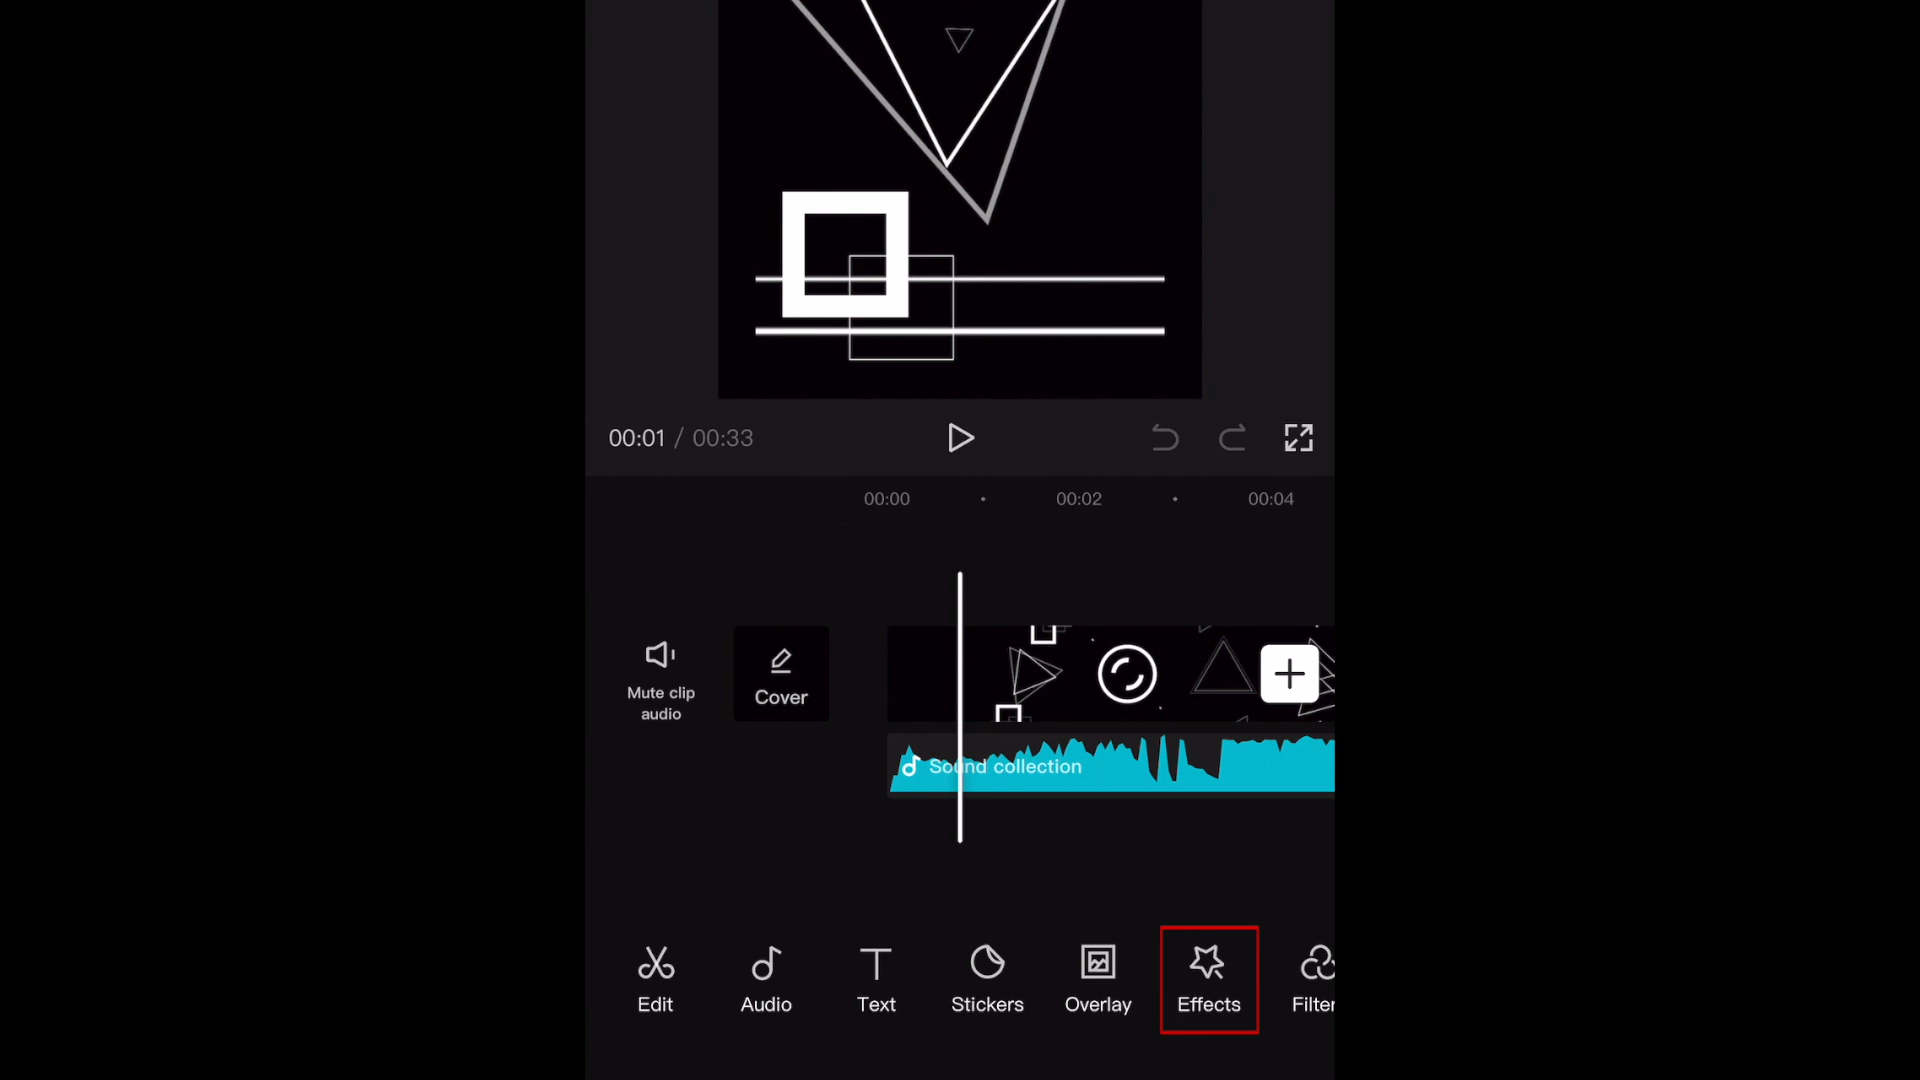 00:01 / 00:33
00:00 00:02 00:04
Mute clip
audio
Cover
Sound collection
Edit Audio Text Stickers Overlay Effects Filter